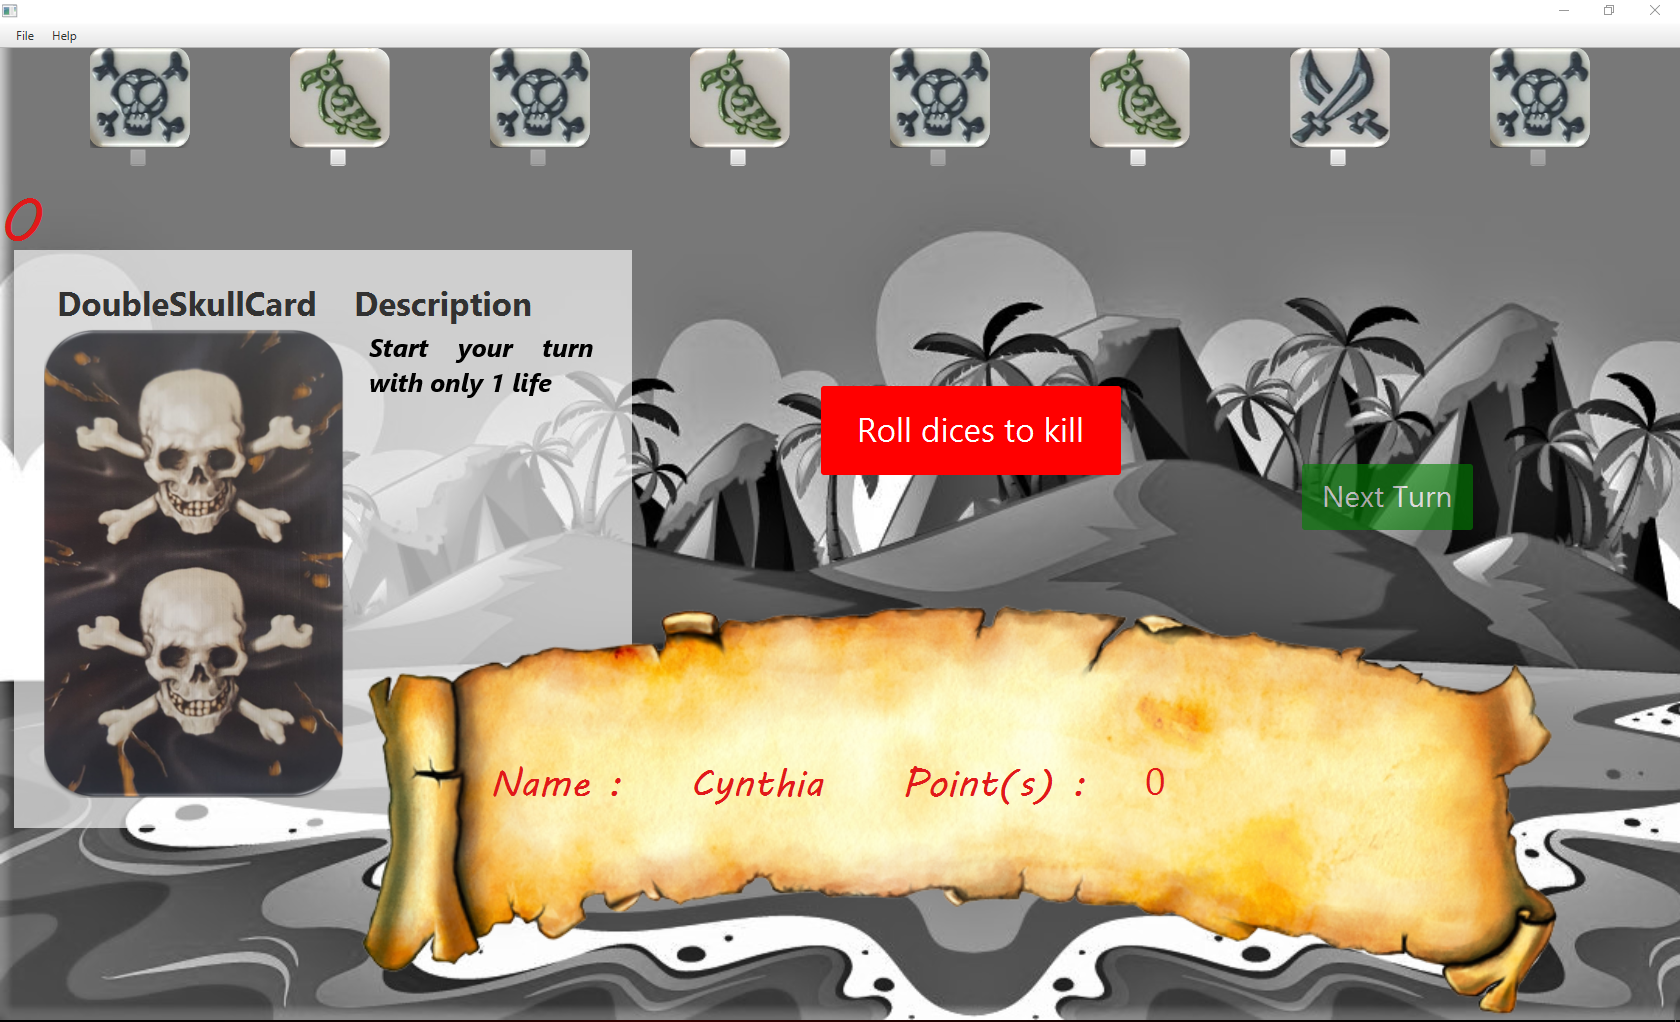 File Help
0
DoubleSkullCard Description
Start your turn
with only 1 life
Roll dices to kill
Next Turn
Name : Cynthia Point(s) : 0